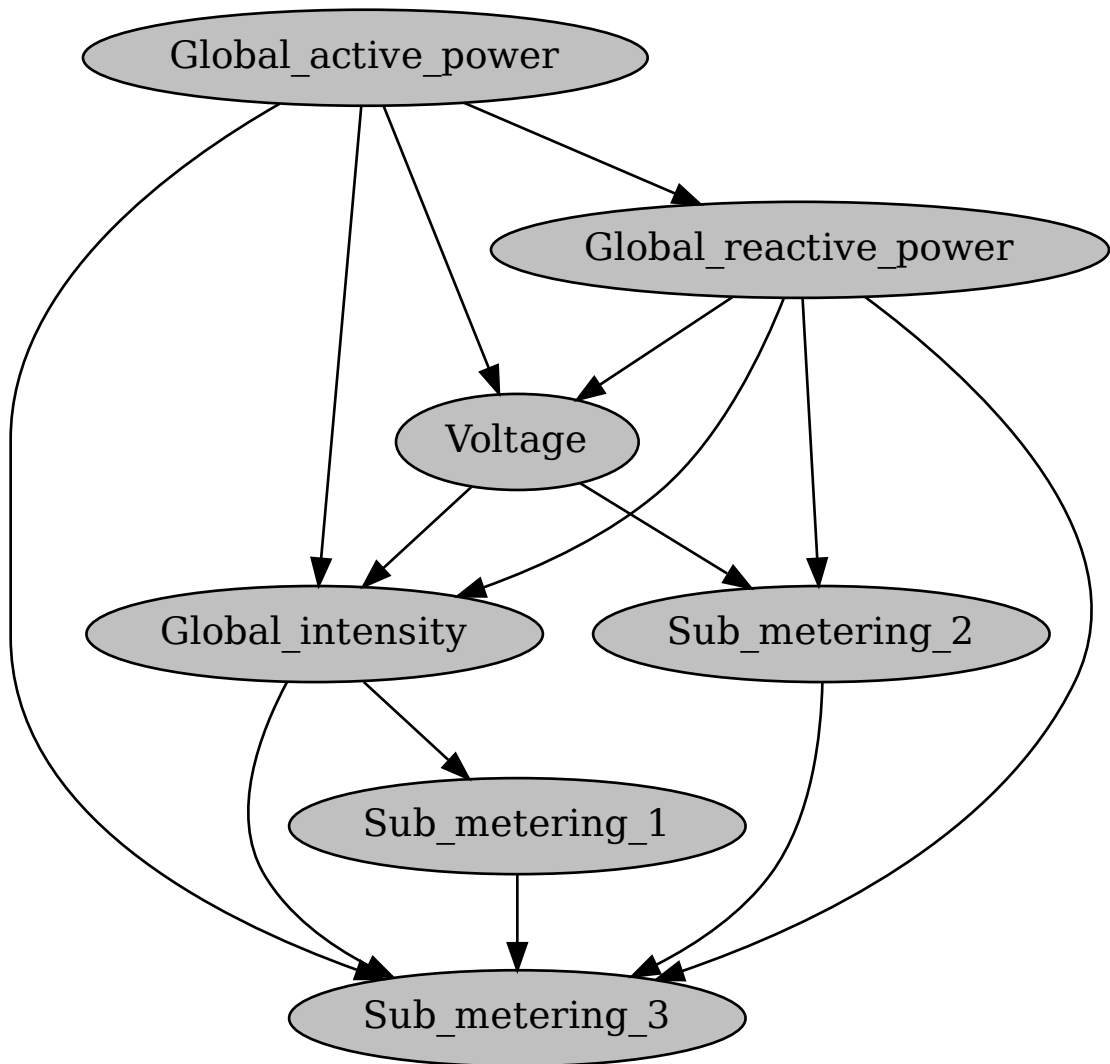 Global_active_power
Global_reactive_power
Voltage
Global_intensity
Sub_metering_2
Sub_metering_1
Sub_metering_3